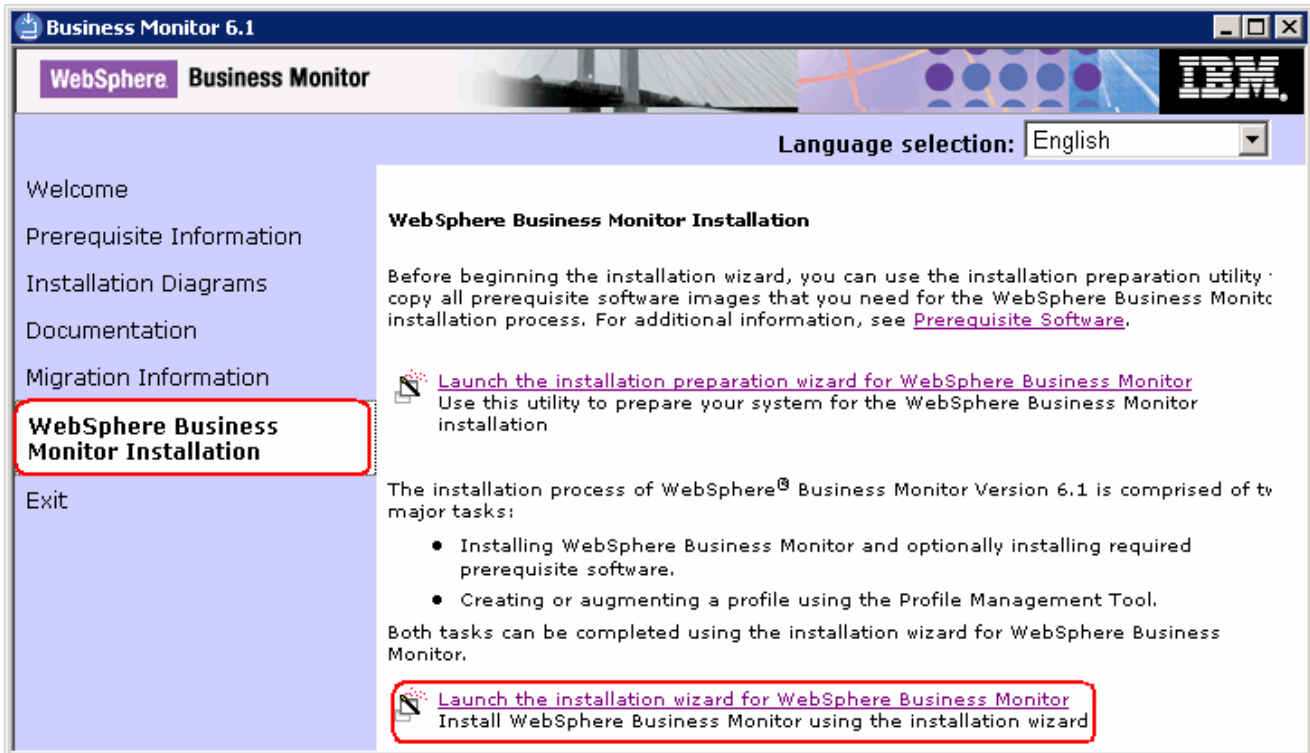 Business Monitor 6.1
WebSphere Business Monitor
IBM.
Language selection: English
Welcome
Prerequisite Information
Installation Diagrams
Documentation
Migration Information
WebSphere Business
Monitor Installation
Exit
WebSphere Business Monitor Installation
Before beginning the installation wizard, you can use the installation preparation utility
copy all prerequisite software images that you need for the WebSphere Business
installation process. For additional information, see Prerequisite Software.
Launch the installation preparation wizard for WebSphere Business Monitor
Use this utility to prepare your system for the WebSphere Business Monitor
installation
The installation process of WebSphere® Business Monitor Version 6.1 is comprised of
major tasks:
● Installing WebSphere Business Monitor and optionally installing required
prerequisite software.
● Creating or augmenting a profile using the Profile Management Tool.
Both tasks can be completed using the installation wizard for WebSphere Business
Monitor.
Launch the installation wizard for WebSphere Business Monitor
Install WebSphere Business Monitor using the installation wizard